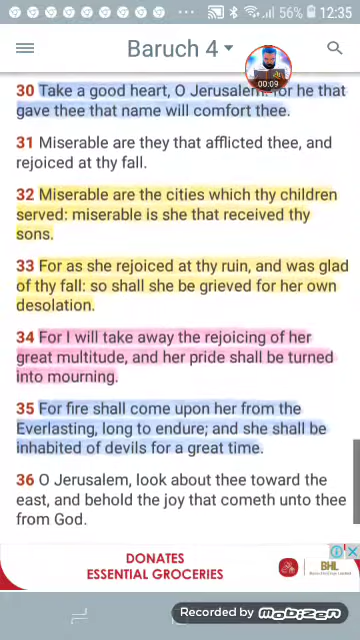 56% 12:35
Baruch 4
00:09
30 Take a good heart, O Jerusalem: for he that
gave thee that name will comfort thee.
31 Miserable are they that afflicted thee, and
rejoiced at thy fall.
32 Miserable are the cities which thy children
served: miserable is she that received thy
sons.
33 For as she rejoiced at thy ruin, and was glad
of thy fall: so shall she be grieved for her own
desolation.
34 For I will take away the rejoicing of her
great multitude, and her pride shall be turned
into mourning.
35 For fire shall come upon her from the
Everlasting, long to endure; and she shall be
inhabited of devils for a great time.
36 O Jerusalem, look about thee toward the
east, and behold the joy that cometh unto thee
from God.
DONATES
ESSENTIAL GROCERIES
BHL
Recorded by mobizen